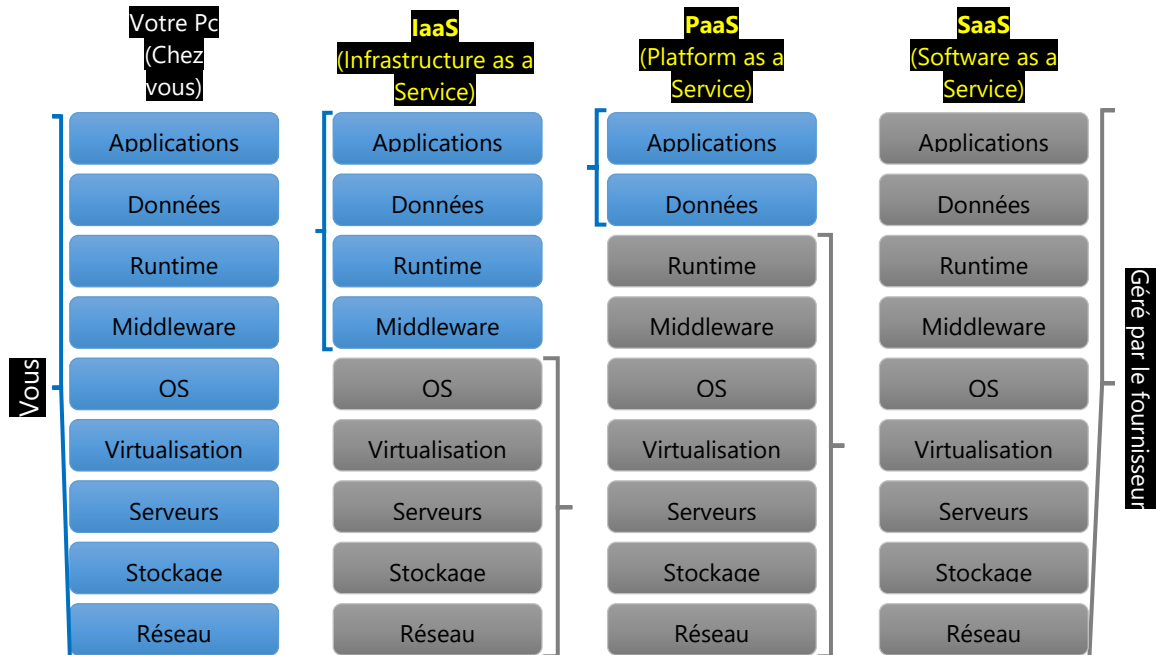 Votre Pc
(Chez
vous)
IaaS
(Infrastructure as a
Service)
PaaS
(Platform as a
Service)
SaaS
(Software as a
Service)
Applications
Applications
Applications
Applications
Données
Données
Données
Données
Runtime
Runtime
Runtime
Runtime
Middleware
Middleware
Middleware
Middleware
Vous
OS
OS
OS
OS
Géré par le fournisseur
Virtualisation
Virtualisation
Virtualisation
Virtualisation
Serveurs
Serveurs
Serveurs
Serveurs
Stockage
Stockage
Stockage
Stockage
Réseau
Réseau
Réseau
Réseau